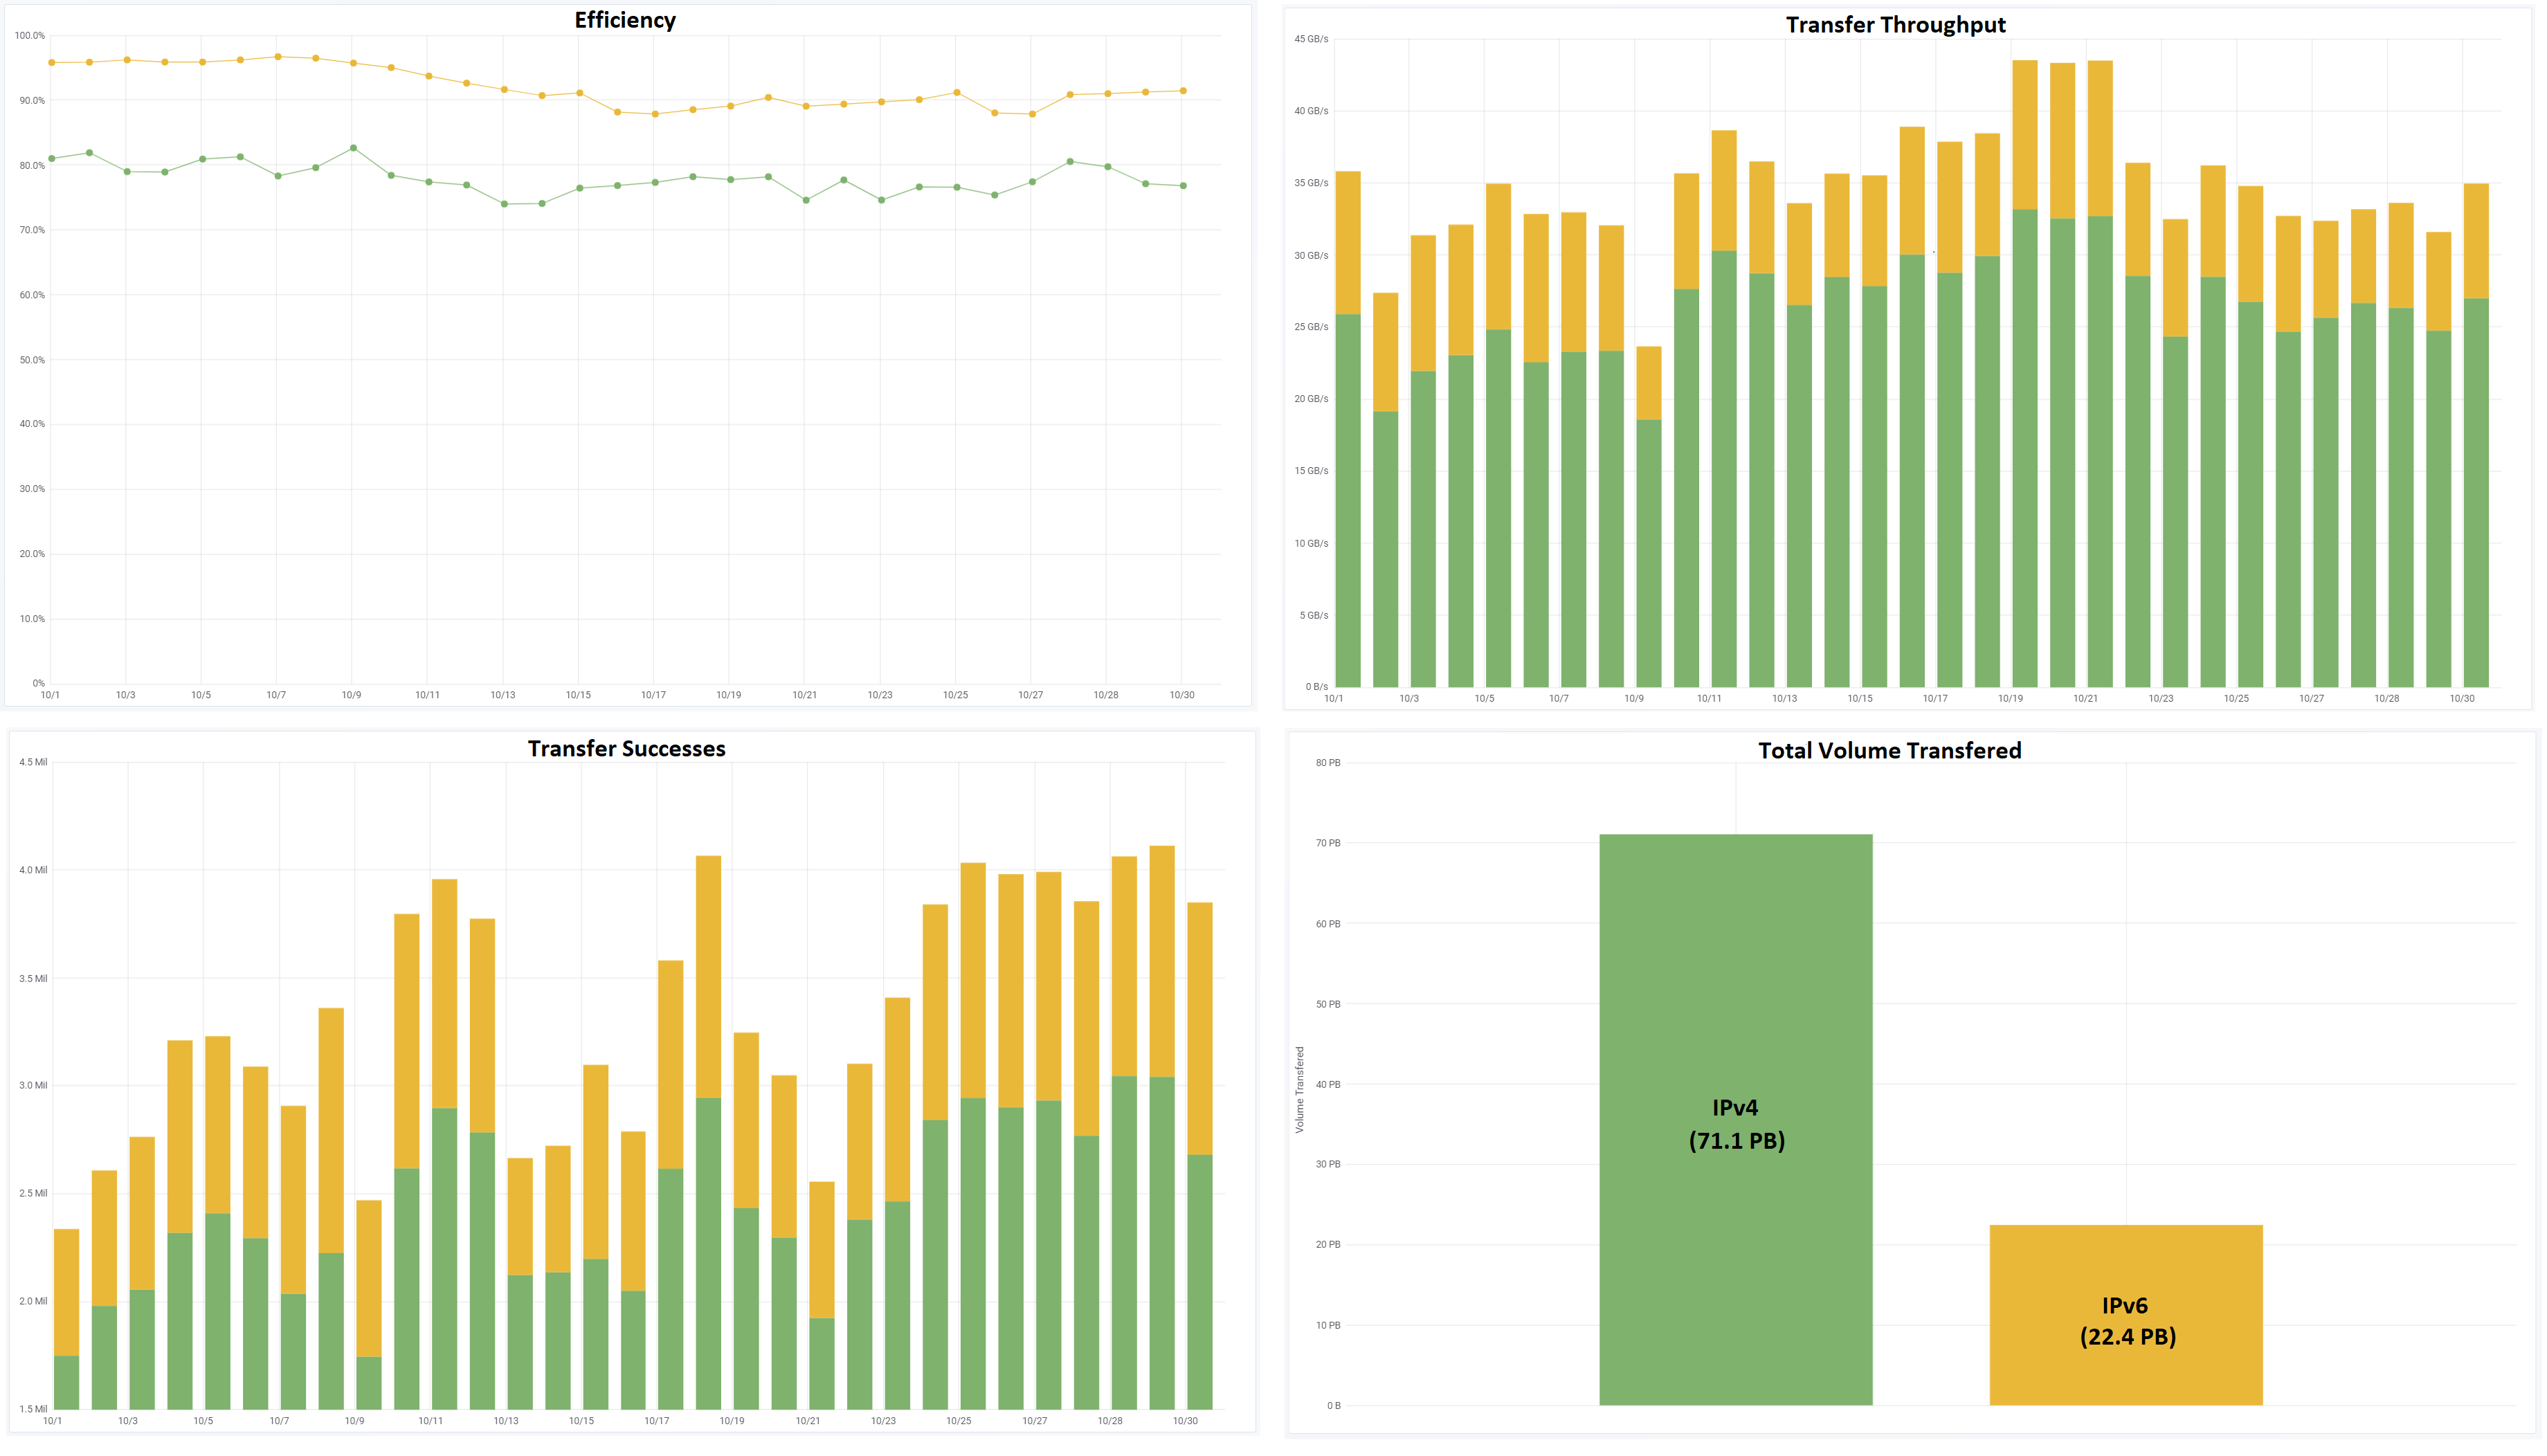 Efficiency
100.0%
90.0%
80.0%
70.0%
60.0%
50.0%
40.0%
30.0%
20.0%
10.0%
0%
10/1 10/3 10/5 10/7 10/9 10/11 10/13 10/15 10/17 10/19 10/21 10/23 10/25 10/27 10/28 10/30
Transfer Throughput
45 GB/s
40 GB/s
35 GB/s
30 GB/s
25 GB/s
20 GB/s
15 GB/s
10 GB/s
5 GB/s
0 B/s
10/1 10/3 10/5 10/7 10/9 10/11 10/13 10/15 10/17 10/19 10/21 10/23 10/25 10/27 10/28 10/30
Transfer Successes
4.5 Mil
4.0 Mil
3.5 Mil
3.0 Mil
2.5 Mil
2.0 Mil
1.5 Mil
10/1 10/3 10/5 10/7 10/9 10/11 10/13 10/15 10/17 10/19 10/21 10/23 10/25 10/27 10/28 10/30
Total Volume Transfered
Volume Transfered
80 PB
70 PB
60 PB
50 PB
40 PB
30 PB
20 PB
10 PB
0 B
IPv4
(71.1 PB)
IPv6
(22.4 PB)